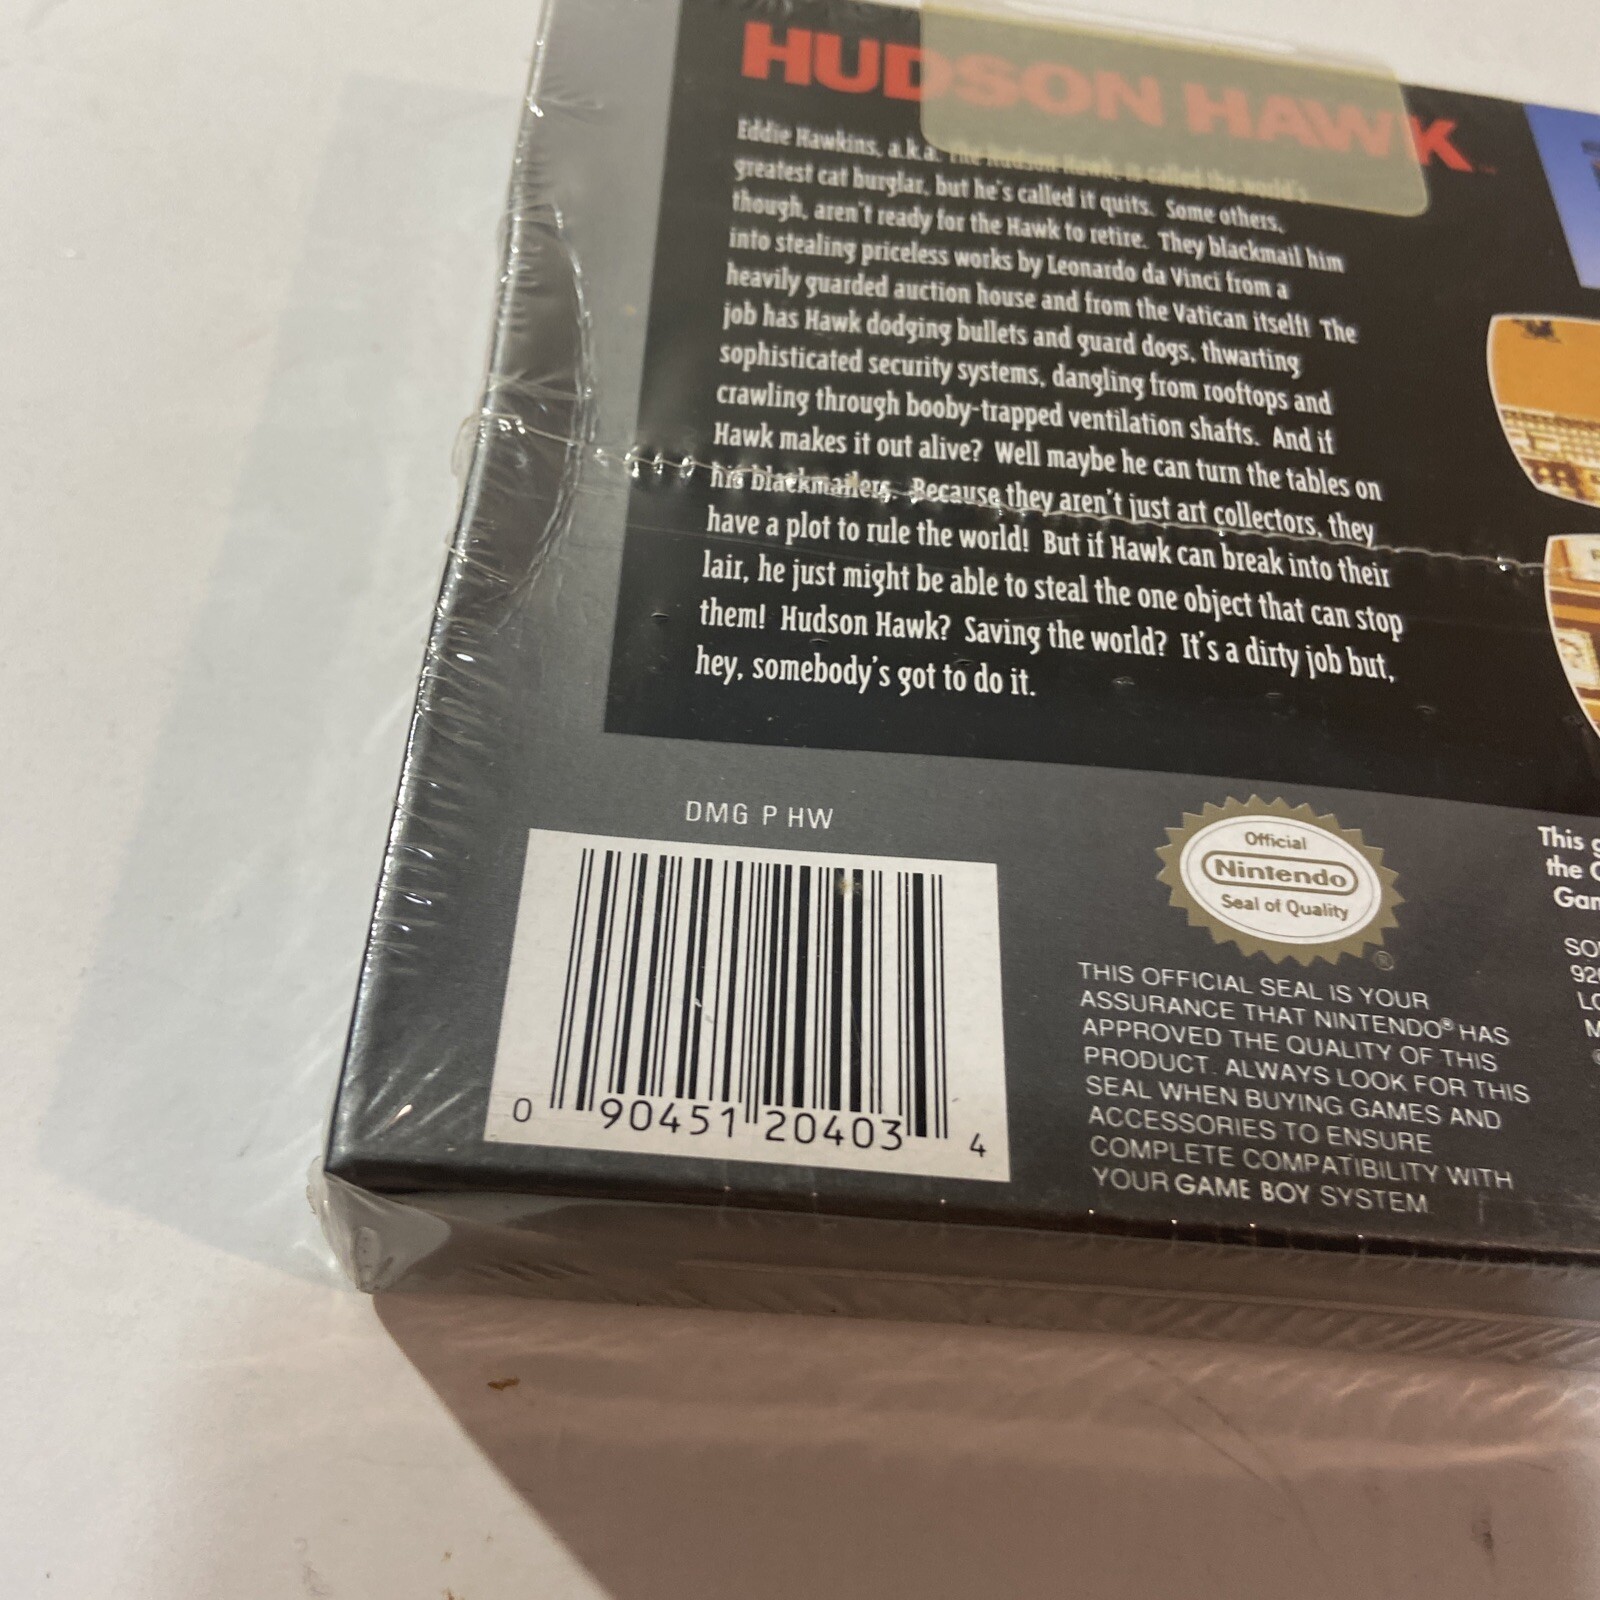 HUDSON HAWK™
Eddie Hawkins, a.k.a. The Hudson Hawk, is called the world's
greatest cat burglar, but he's called it quits. Some others,
though, aren't ready for the Hawk to retire. They blackmail him
into stealing priceless works by Leonardo da Vinci from a
heavily guarded auction house and from the Vatican itself! The
job has Hawk dodging bullets and guard dogs, thwarting
sophisticated security systems, dangling from rooftops and
crawling through booby-trapped ventilation shafts. And if
Hawk makes it out alive? Well maybe he can turn the tables on
his blackmailers. Because they aren't just art collectors, they
have a plot to rule the world! But if Hawk can break into their
lair, he just might be able to steal the one object that can stop
them! Hudson Hawk? Saving the world? It's a dirty job but,
hey, somebody's got to do it.
DMG P HW
0 90451 20403 4
Official
Nintendo
Seal of Quality
®
THIS OFFICIAL SEAL IS YOUR
ASSURANCE THAT NINTENDO® HAS
APPROVED THE QUALITY OF THIS
PRODUCT. ALWAYS LOOK FOR THIS
SEAL WHEN BUYING GAMES AND
ACCESSORIES TO ENSURE
COMPLETE COMPATIBILITY WITH
YOUR GAME BOY SYSTEM.
This
the